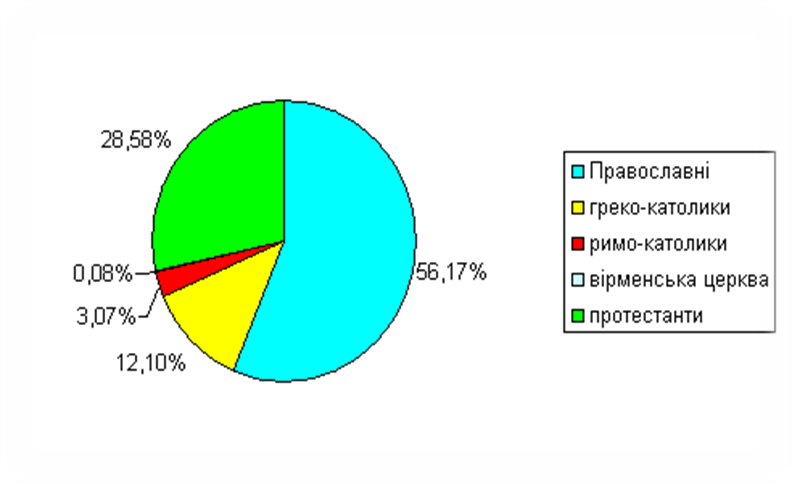 28,58%
0,08%
3,07%
12,10%
56,17%
Православні
греко-католики
римо-католики
вірменська церква
протестанти